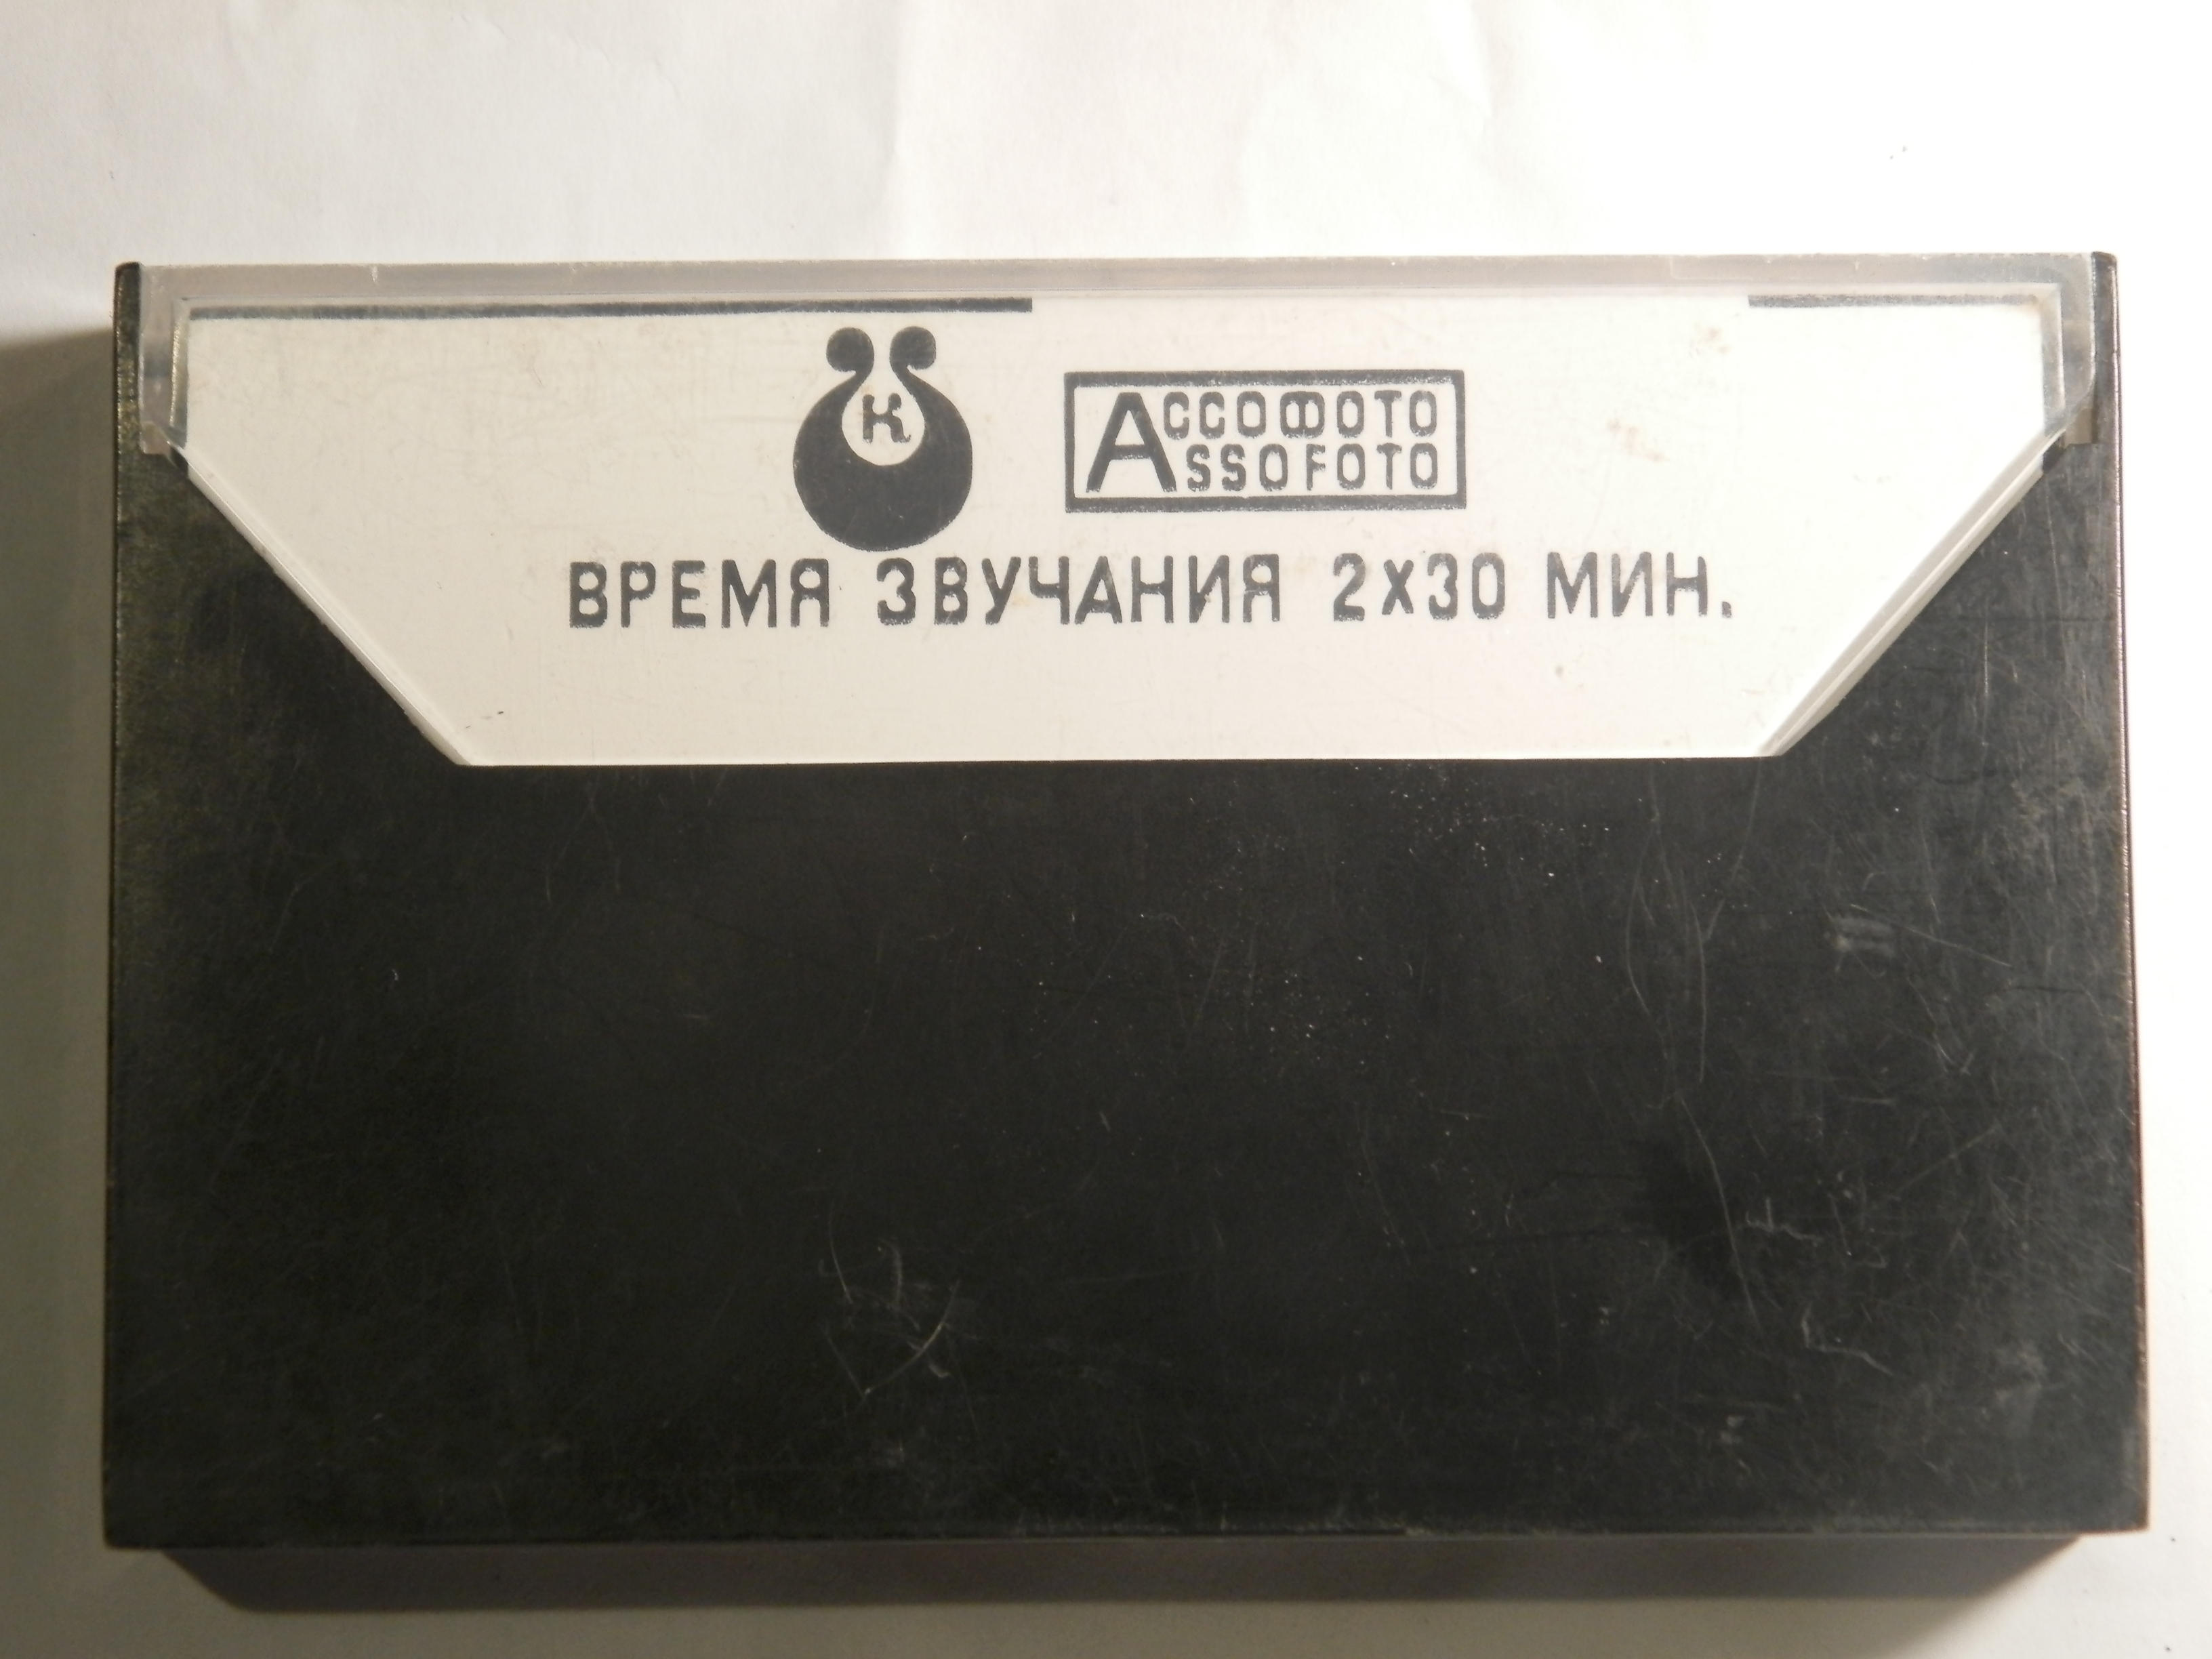 К
АССОФОТО
ASSOFOTO
ВРЕМЯ ЗВУЧАНИЯ 2х30 МИН.